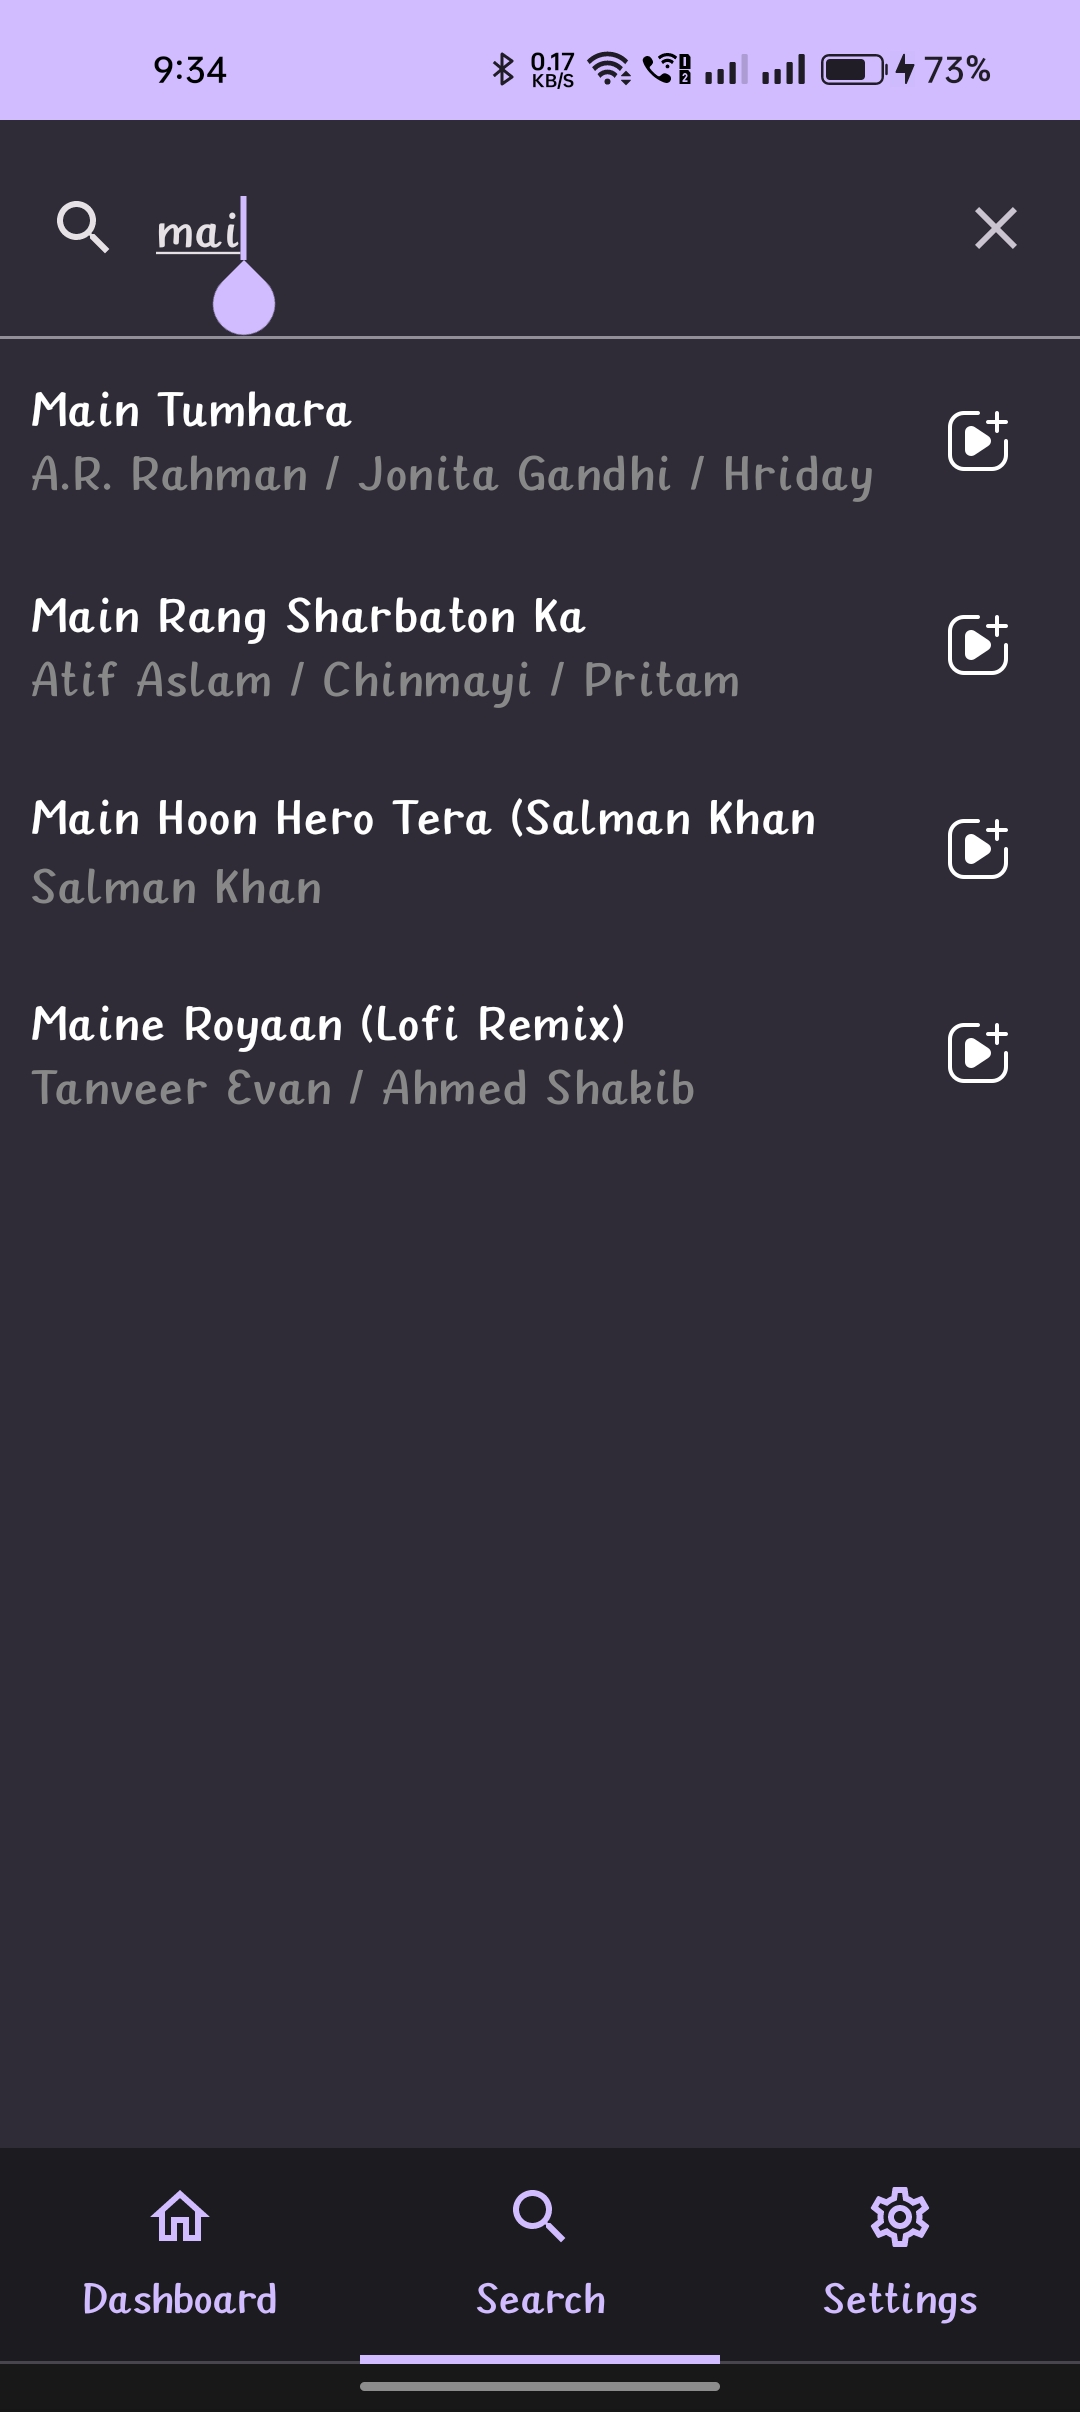 9:34
0.17
KB/S
1
2
73%
mai
Main Tumhara
A.R. Rahman / Jonita Gandhi / Hriday
Main Rang Sharbaton Ka
Atif Aslam / Chinmayi / Pritam
Main Hoon Hero Tera (Salman Khan
Salman Khan
Maine Royaan (Lofi Remix)
Tanveer Evan / Ahmed Shakib
Dashboard
Search
Settings